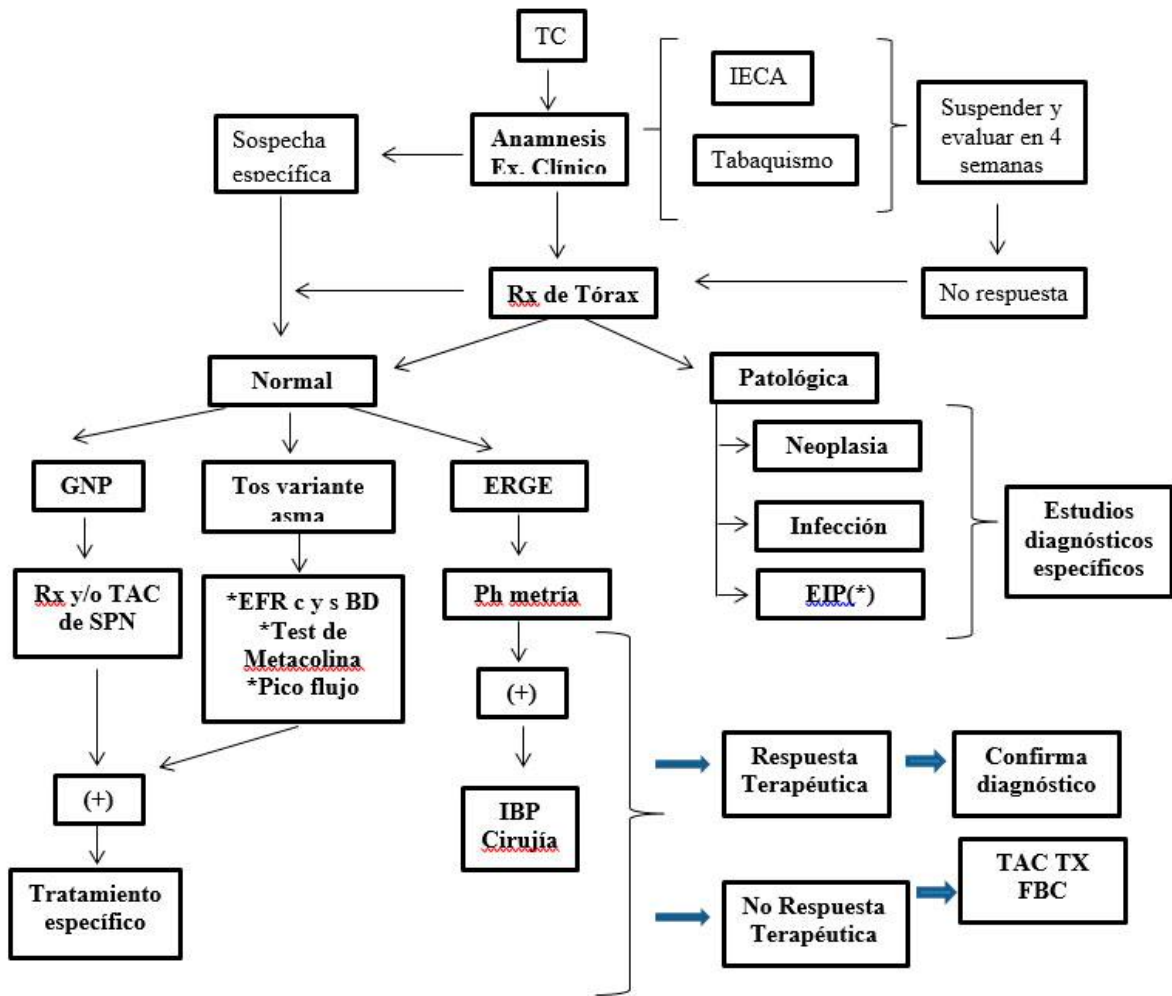 TC
IECA
Suspender y
evaluar en 4
semanas
Sospecha
específica
Anamnesis
Ex. Clínico
Tabaquismo
Rx de Tórax
No respuesta
Normal
Patológica
Neoplasia
Infección
EIP(*)
Estudios
diagnósticos
específicos
GNP
Tos variante
asma
ERGE
Rx y/o TAC
de SPN
*EFR c y s BD
*Test de
Metacolina
*Pico flujo
Ph metría
(+)
(+)
IBP
Cirujía
Tratamiento
específico
Respuesta
Terapéutica
Confirma
diagnóstico
No Respuesta
Terapéutica
TAC TX
FBC